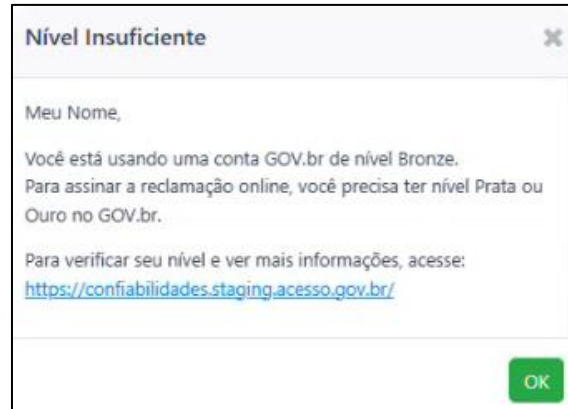 Nível Insuficiente
Meu Nome,
Você está usando uma conta GOV.br de nível Bronze.
Para assinar a reclamação online, você precisa ter nível Prata ou
Ouro no GOV.br.
Para verificar seu nível e ver mais informações, acesse:
https://confiabilidades.staging.acesso.gov.br/
OK